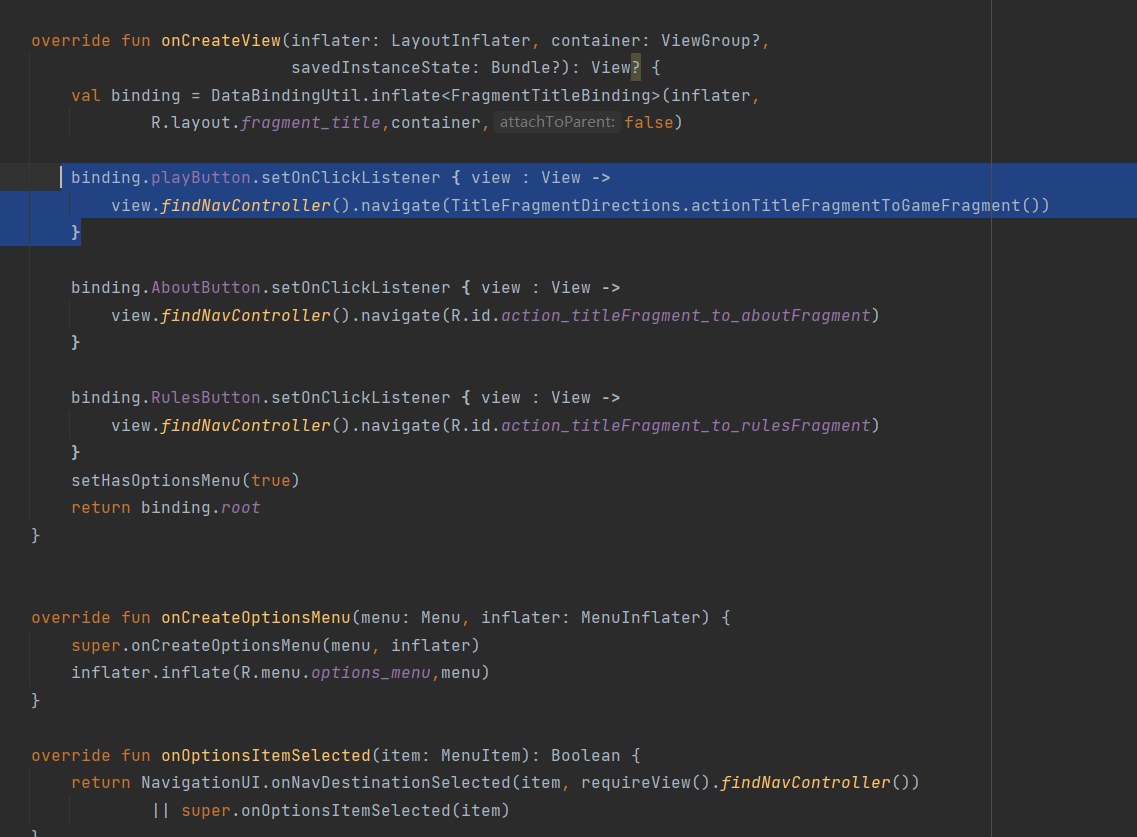 override fun onCreateView(inflater: LayoutInflater, container: ViewGroup?,
savedInstanceState: Bundle?): View? {
val binding = DataBindingUtil.inflate<FragmentTitleBinding>(inflater,
R.layout.fragment_title,container, attachToParent: false)
binding.playButton.setOnClickListener { view : View ->
view.findNavController().navigate(TitleFragmentDirections.actionTitleFragmentToGameFragment())
}
binding.AboutButton.setOnClickListener { view : View ->
view.findNavController().navigate(R.id.action_titleFragment_to_aboutFragment)
}
binding.RulesButton.setOnClickListener { view : View ->
view.findNavController().navigate(R.id.action_titleFragment_to_rulesFragment)
}
setHasOptionsMenu(true)
return binding.root
}
override fun onCreateOptionsMenu(menu: Menu, inflater: MenuInflater) {
super.onCreateOptionsMenu(menu, inflater)
inflater.inflate(R.menu.options_menu,menu)
}
override fun onOptionsItemSelected(item: MenuItem): Boolean {
return NavigationUI.onNavDestinationSelected(item, requireView().findNavController())
|| super.onOptionsItemSelected(item)
}